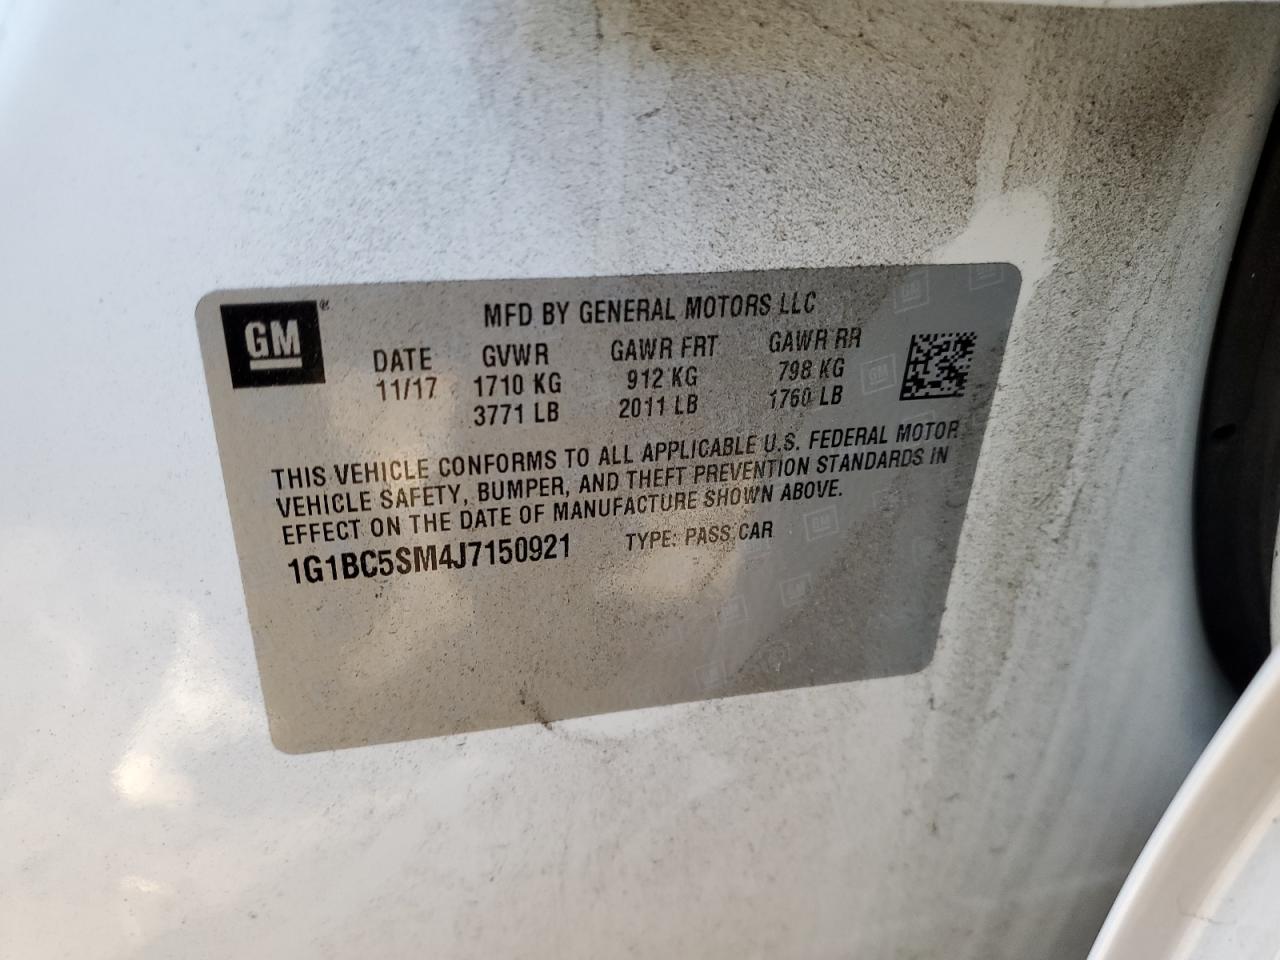 GM®
MFD BY GENERAL MOTORS LLC
DATE GVWR GAWR FRT GAWR RR
11/17 1710 KG 912 KG 798 KG
3771 LB 2011 LB 1760 LB
THIS VEHICLE CONFORMS TO ALL APPLICABLE U.S. FEDERAL MOTOR
VEHICLE SAFETY, BUMPER, AND THEFT PREVENTION STANDARDS IN
EFFECT ON THE DATE OF MANUFACTURE SHOWN ABOVE.
1G1BC5SM4J7150921 TYPE: PASS CAR